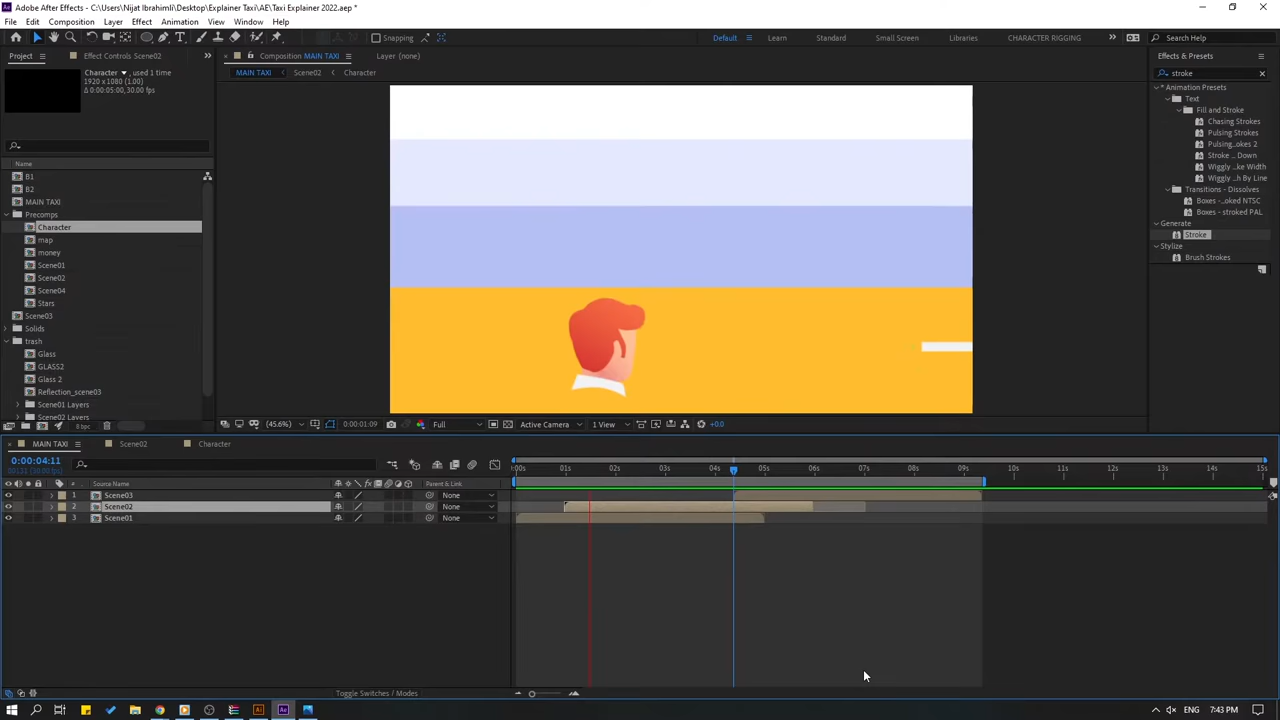 Adobe After Effects - C:\Users\Nijat Ibrahimli\Desktop\Explainer Taxi\AE\Taxi Explainer 2022.aep *
File Edit Composition Layer Effect Animation View Window Help
Snapping Default Learn Standard Small Screen Libraries CHARACTER RIGGING Search Help
Project Effect Controls Scene02 Composition MAIN TAXI Layer (none) Effects & Presets
Character , used 1 time
1920 x 1080 (1.00)
Δ 0:00:05:00, 30.00 fps
MAIN TAXI Scene02 Character
stroke
* Animation Presets
Text
Fill and Stroke
Chasing Strokes
Pulsing Strokes
Pulsing...okes 2
Stroke ... Down
Wiggly ...ke Width
Wiggly ...h By Line
Transitions - Dissolves
Boxes - ...oked NTSC
Boxes - stroked PAL
Generate
Stroke
Stylize
Brush Strokes
Name
B1
B2
MAIN TAXI
Precomps
Character
map
money
Scene01
Scene02
Scene04
Stars
Scene03
Solids
trash
Glass
GLASS2
Glass 2
Reflection_scene03
Scene01 Layers
Scene02 Layers
8 bpc
(45.6%) 0:00:01:09 Full Active Camera 1 View +0.0
MAIN TAXI Scene02 Character
0:00:04:11
00131 (30.00 fps)
:00s 01s 02s 03s 04s 05s 06s 07s 08s 09s 10s 11s 12s 13s 14s 15s
# Source Name Parent & Link
1 Scene03 None
2 Scene02 None
3 Scene01 None
Toggle Switches / Modes
ENG 7:43 PM